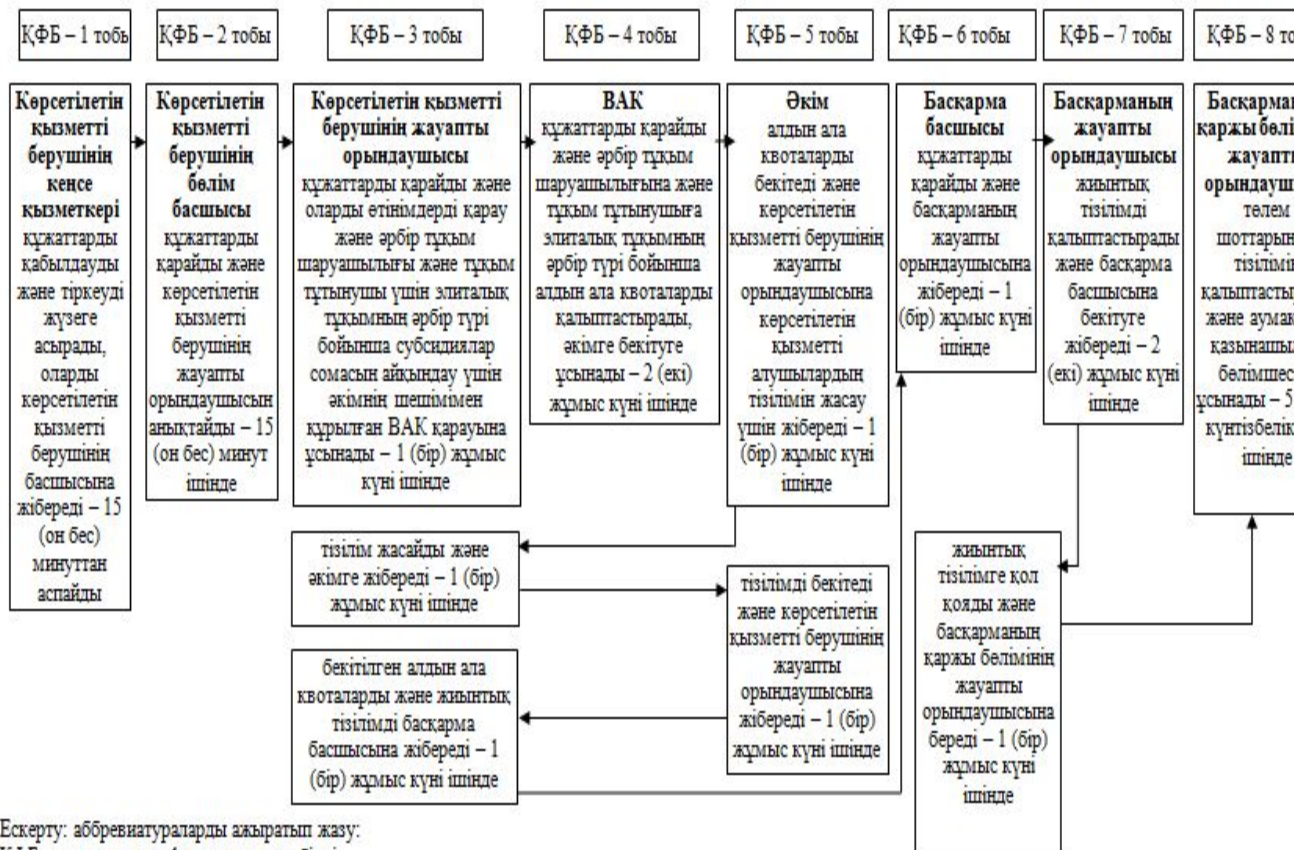 ҚФБ – 1 тобы
ҚФБ – 2 тобы
ҚФБ – 3 тобы
ҚФБ – 4 тобы
ҚФБ – 5 тобы
ҚФБ – 6 тобы
ҚФБ – 7 тобы
ҚФБ – 8
Көрсетілетін
қызметті
берушінің
кеңсе
қызметкері
құжаттарды
қабылдауды
және тіркеуді
жүзеге
асырады,
оларды
көрсетілетін
қызметті
берушінің
басшысына
жібереді – 15
(он бес)
минуттан
аспайды
Көрсетілетін
қызметті
берушінің
бөлім
басшысы
құжаттарды
қарайды және
көрсетілетін
қызметті
берушінің
жауапты
орындаушысын
анықтайды – 15
(он бес) минут
ішінде
Көрсетілетін қызметті
берушінің жауапты
орындаушысы
құжаттарды қарайды және
оларды өтінімдерді қарау
және әрбір тұқым
шаруашылығы және тұқым
тұтынушы үшін элиталық
тұқымның әрбір түрі
бойынша субсидиялар
сомасын айқындау үшін
әкімнің шешімімен
құрылған ВАК қарауына
ұсынады – 1 (бір) жұмыс
күні ішінде
ВАК
құжаттарды қарайды
және әрбір тұқым
шаруашылығына және
тұқым тұтынушыға
элиталық тұқымның
әрбір түрі бойынша
алдын ала квоталарды
қалыптастырады,
әкімге бекітуге
ұсынады – 2 (екі)
жұмыс күні ішінде
Әкім
алдын ала
квоталарды
бекітеді және
көрсетілетін
қызметті берушінің
жауапты
орындаушысына
көрсетілетін
қызметті
алушылардың
тізілімін жасау
үшін жібереді – 1
(бір) жұмыс күні
ішінде
Басқарма
басшысы
құжаттарды
қарайды және
басқарманың
жауапты
орындаушысына
жібереді – 1
(бір) жұмыс күні
ішінде
Басқарманың
жауапты
орындаушысы
жиынтық
тізілімді
қалыптастырады
және басқарма
басшысына
бекітуге
жібереді – 2
(екі) жұмыс күні
ішінде
төлем
ұсынады – 5
ішінде
тізілім жасайды және
әкімге жібереді – 1 (бір)
жұмыс күні ішінде
тізілімді бекітеді
және көрсетілетін
қызметті берушінің
жауапты
орындаушысына
жібереді – 1 (бір)
жұмыс күні ішінде
бекітілген алдын ала
квоталарды және жиынтық
тізілімді басқарма
басшысына жібереді – 1
(бір) жұмыс күні ішінде
жиынтық
тізілімге қол
қояды және
басқарманың
қаржы бөлімінің
жауапты
орындаушысына
береді – 1 (бір)
жұмыс күні
ішінде
Ескерту: аббревиатураларды ажыратып жазу: